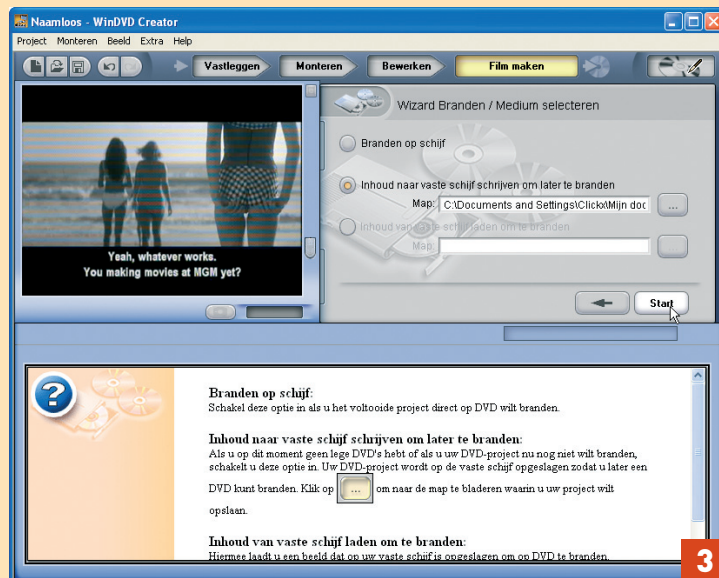 Naamloos - WinDVD Creator
Project Monteren Beeld Extra Help
Vastleggen Monteren Bewerken Film maken
Wizard Branden / Medium selecteren
Branden op schijf
Inhoud naar vaste schijf schrijven om later te branden
Map: C:\Documents and Settings\Clickx\Mijn doc
...
Inhoud van vaste schijf laden om te branden
Map:
Yeah, whatever works.
You making movies at MGM yet?
Start
Branden op schijf:
Schakel deze optie in als u het voltooide project direct op DVD wilt branden.
Inhoud naar vaste schijf schrijven om later te branden:
Als u op dit moment geen lege DVD's hebt of als u uw DVD-project nu nog niet wilt branden,
schakelt u deze optie in. Uw DVD-project wordt op de vaste schijf opgeslagen zodat u later een
DVD kunt branden. Klik op ... om naar de map te bladeren waarin u uw project wilt
opslaan.
Inhoud van vaste schijf laden om te branden:
Hiermee laadt u een beeld dat op uw vaste schijf is opgeslagen om op DVD te branden.
3